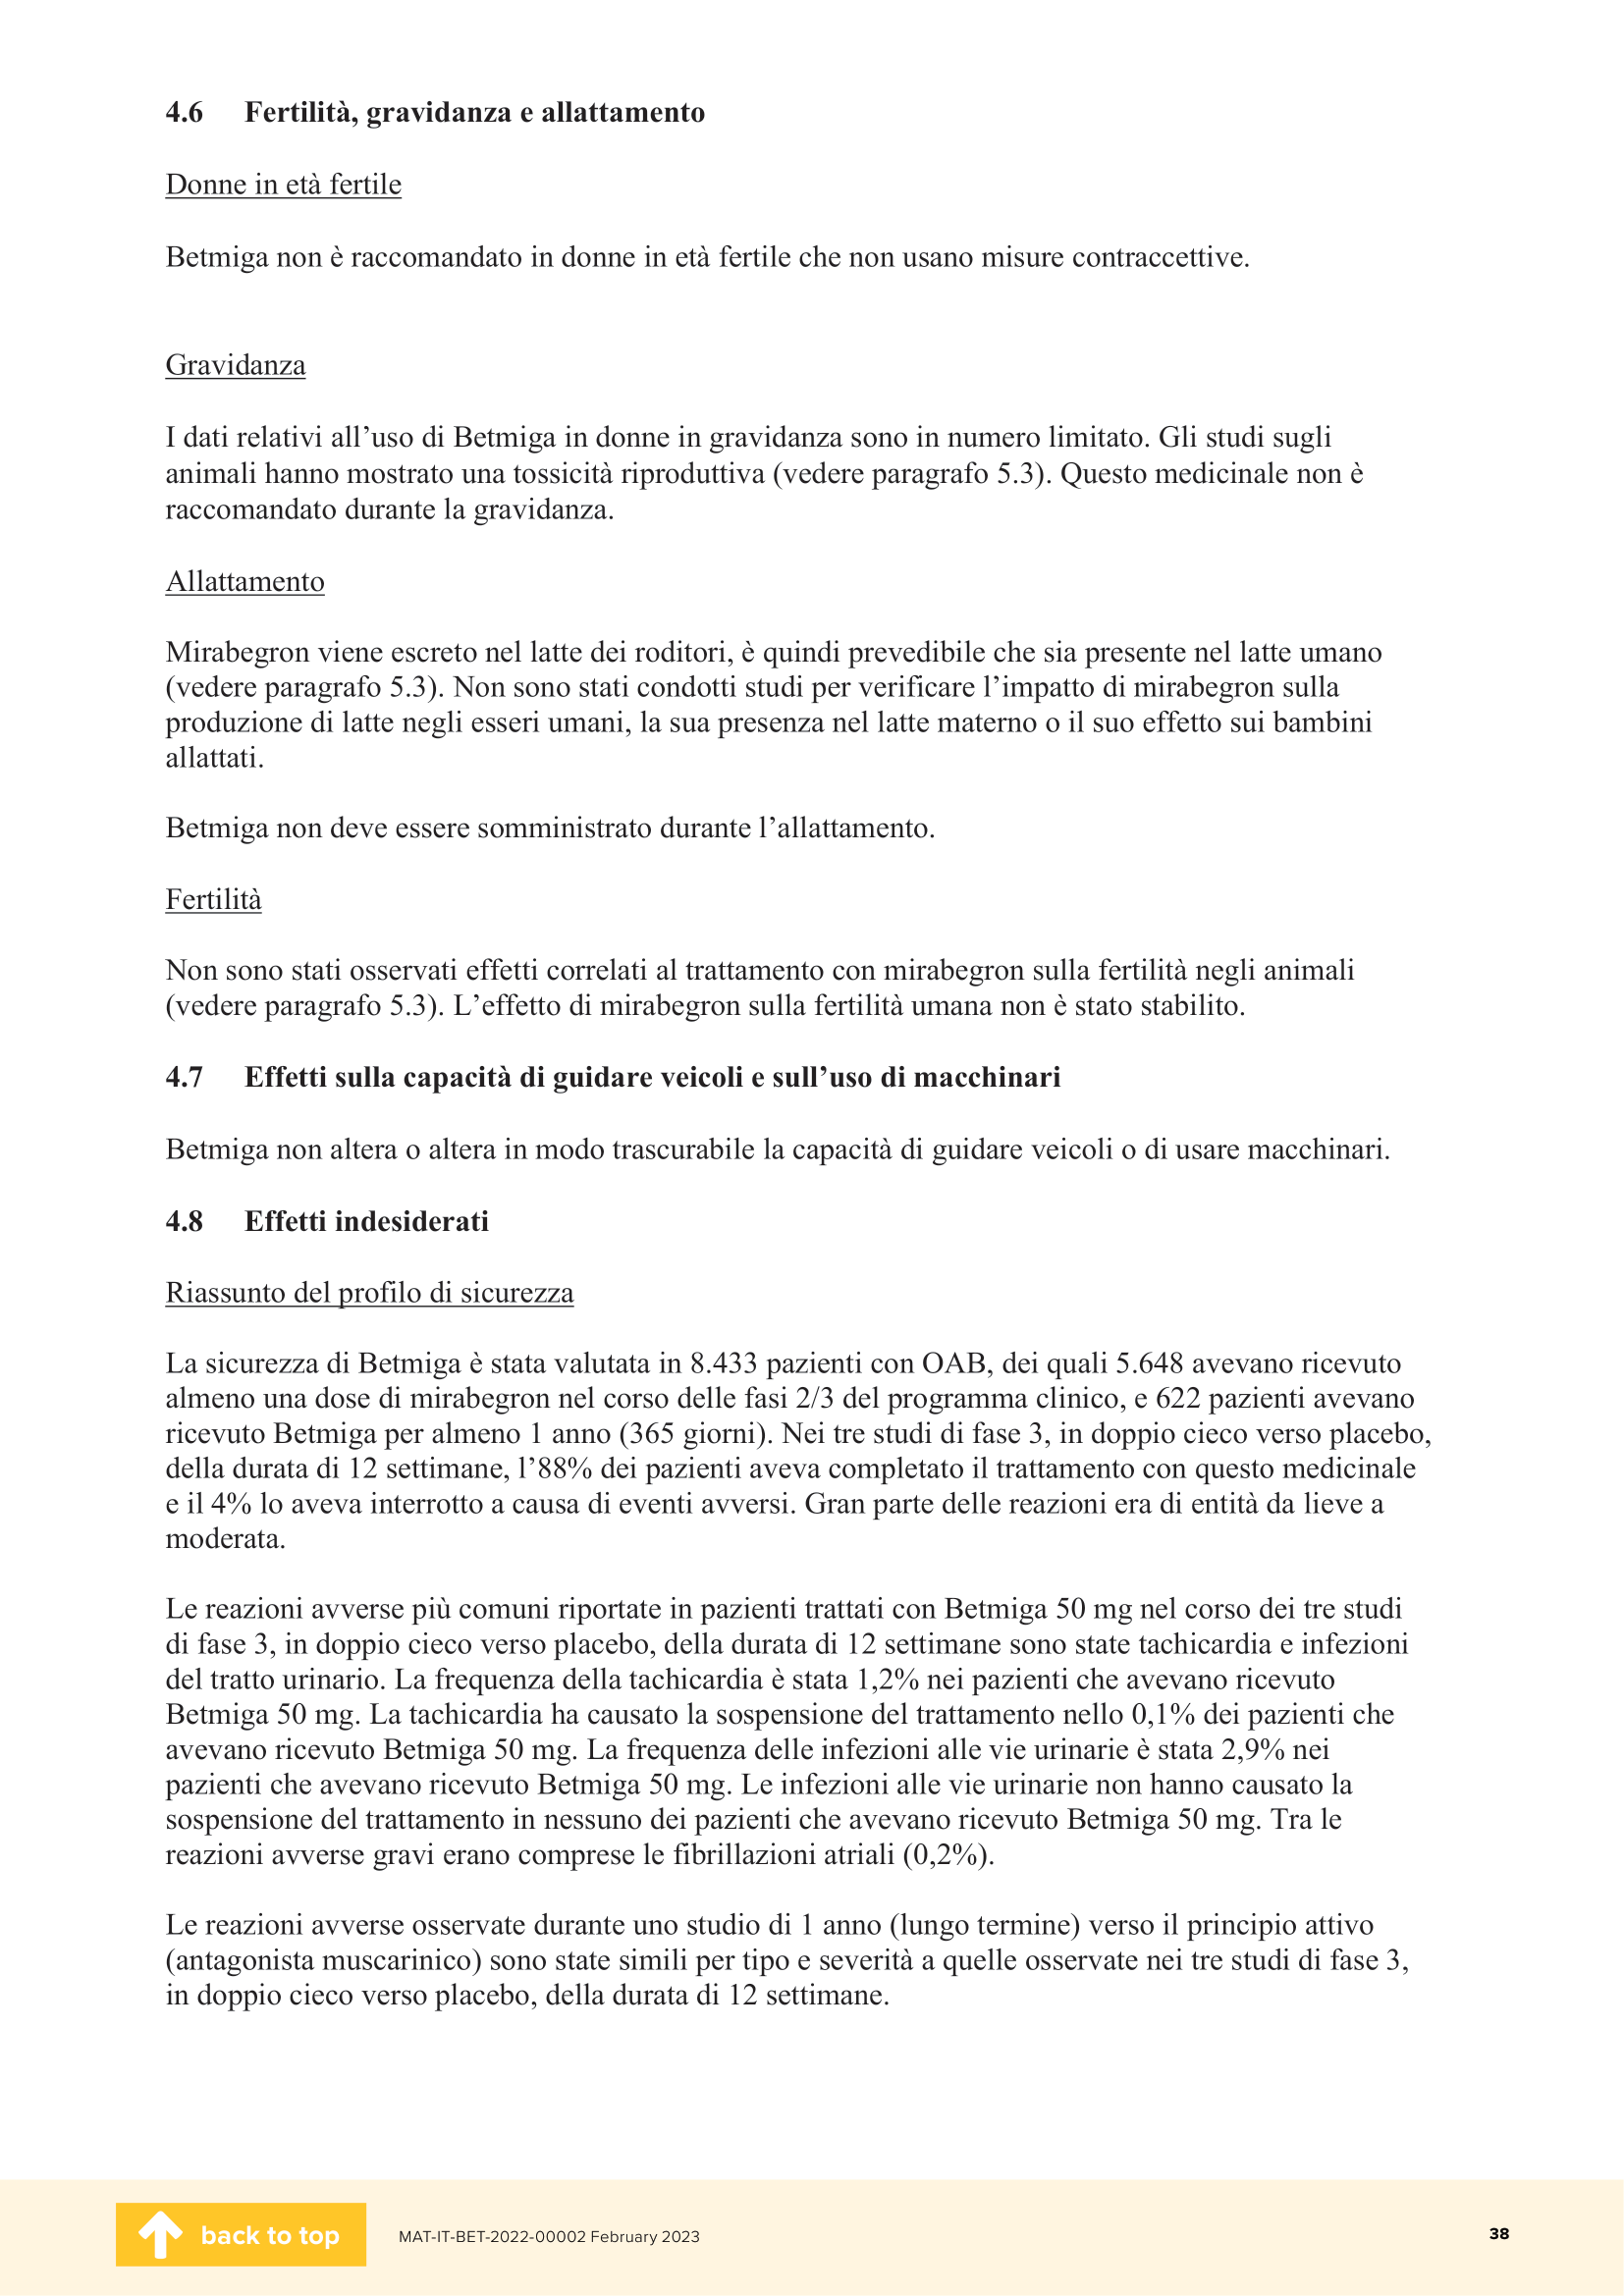 4.6 Fertilità, gravidanza e allattamento
Donne in età fertile
Betmiga non è raccomandato in donne in età fertile che non usano misure contraccettive.
Gravidanza
I dati relativi all’uso di Betmiga in donne in gravidanza sono in numero limitato. Gli studi sugli
animali hanno mostrato una tossicità riproduttiva (vedere paragrafo 5.3). Questo medicinale non è
raccomandato durante la gravidanza.
Allattamento
Mirabegron viene escreto nel latte dei roditori, è quindi prevedibile che sia presente nel latte umano
(vedere paragrafo 5.3). Non sono stati condotti studi per verificare l’impatto di mirabegron sulla
produzione di latte negli esseri umani, la sua presenza nel latte materno o il suo effetto sui bambini
allattati.
Betmiga non deve essere somministrato durante l’allattamento.
Fertilità
Non sono stati osservati effetti correlati al trattamento con mirabegron sulla fertilità negli animali
(vedere paragrafo 5.3). L’effetto di mirabegron sulla fertilità umana non è stato stabilito.
4.7 Effetti sulla capacità di guidare veicoli e sull’uso di macchinari
Betmiga non altera o altera in modo trascurabile la capacità di guidare veicoli o di usare macchinari.
4.8 Effetti indesiderati
Riassunto del profilo di sicurezza
La sicurezza di Betmiga è stata valutata in 8.433 pazienti con OAB, dei quali 5.648 avevano ricevuto
almeno una dose di mirabegron nel corso delle fasi 2/3 del programma clinico, e 622 pazienti avevano
ricevuto Betmiga per almeno 1 anno (365 giorni). Nei tre studi di fase 3, in doppio cieco verso placebo,
della durata di 12 settimane, l’88% dei pazienti aveva completato il trattamento con questo medicinale
e il 4% lo aveva interrotto a causa di eventi avversi. Gran parte delle reazioni era di entità da lieve a
moderata.
Le reazioni avverse più comuni riportate in pazienti trattati con Betmiga 50 mg nel corso dei tre studi
di fase 3, in doppio cieco verso placebo, della durata di 12 settimane sono state tachicardia e infezioni
del tratto urinario. La frequenza della tachicardia è stata 1,2% nei pazienti che avevano ricevuto
Betmiga 50 mg. La tachicardia ha causato la sospensione del trattamento nello 0,1% dei pazienti che
avevano ricevuto Betmiga 50 mg. La frequenza delle infezioni alle vie urinarie è stata 2,9% nei
pazienti che avevano ricevuto Betmiga 50 mg. Le infezioni alle vie urinarie non hanno causato la
sospensione del trattamento in nessuno dei pazienti che avevano ricevuto Betmiga 50 mg. Tra le
reazioni avverse gravi erano comprese le fibrillazioni atriali (0,2%).
Le reazioni avverse osservate durante uno studio di 1 anno (lungo termine) verso il principio attivo
(antagonista muscarinico) sono state simili per tipo e severità a quelle osservate nei tre studi di fase 3,
in doppio cieco verso placebo, della durata di 12 settimane.
back to top
MAT-IT-BET-2022-00002 February 2023
38